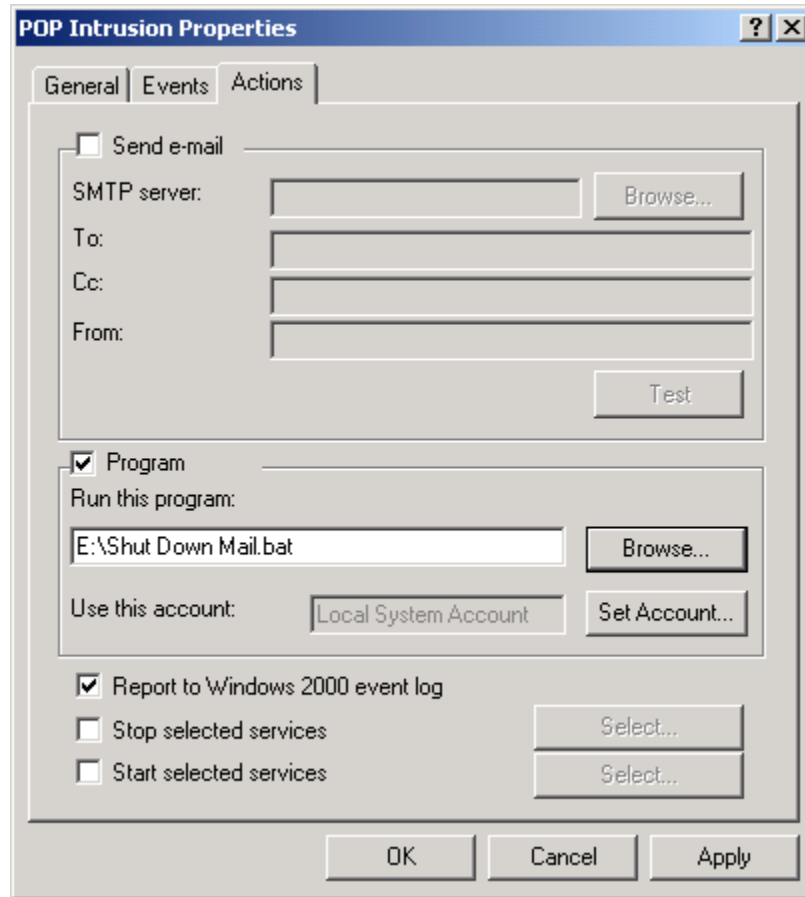 POP Intrusion Properties
General Events Actions
Send e-mail
SMTP server: Browse...
To:
Cc:
From:
Test
Program
Run this program:
E:\Shut Down Mail.bat Browse...
Use this account: Local System Account Set Account...
Report to Windows 2000 event log
Stop selected services Select...
Start selected services Select...
OK Cancel Apply